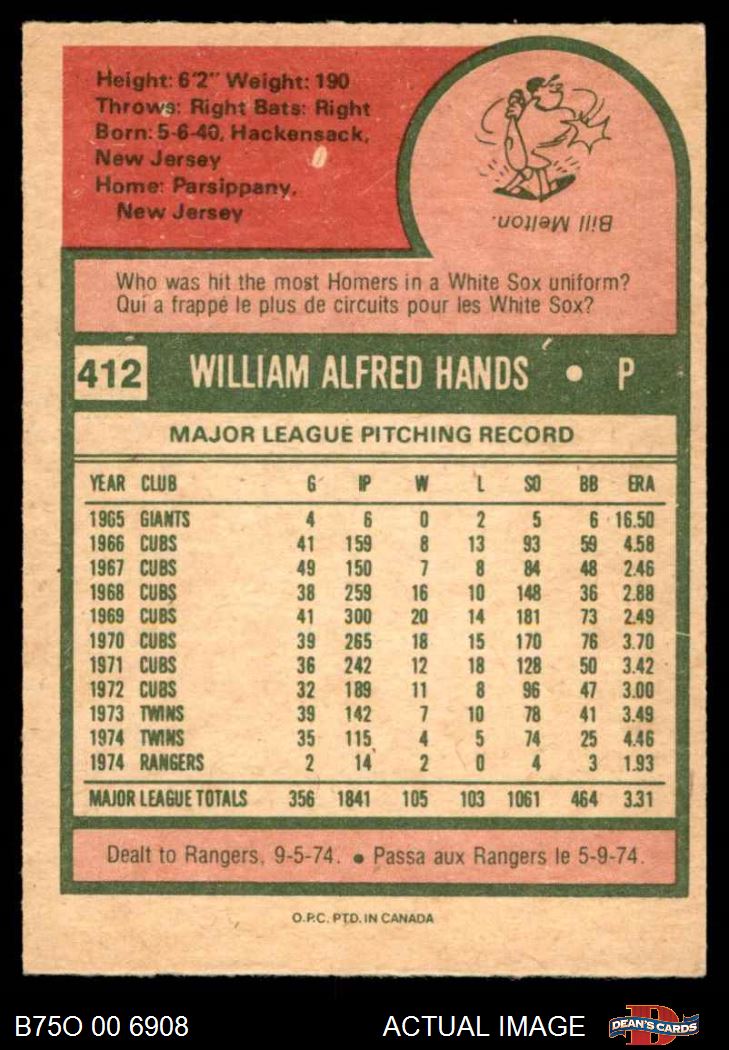 Height: 6'2" Weight: 190
Throws: Right Bats: Right
Born: 5-6-40, Hackensack,
New Jersey
Home: Parsippany,
New Jersey
Bill Melton.
Who was hit the most Homers in a White Sox uniform?
Qui a frappé le plus de circuits pour les White Sox?
412 WILLIAM ALFRED HANDS • P
MAJOR LEAGUE PITCHING RECORD
YEAR CLUB G IP W L SO BB ERA
1965 GIANTS 4 6 0 2 5 6 16.50
1966 CUBS 41 159 8 13 93 59 4.58
1967 CUBS 49 150 7 8 84 48 2.46
1968 CUBS 38 259 16 10 148 36 2.88
1969 CUBS 41 300 20 14 181 73 2.49
1970 CUBS 39 265 18 15 170 76 3.70
1971 CUBS 36 242 12 18 128 50 3.42
1972 CUBS 32 189 11 8 96 47 3.00
1973 TWINS 39 142 7 10 78 41 3.49
1974 TWINS 35 115 4 5 74 25 4.46
1974 RANGERS 2 14 2 0 4 3 1.93
MAJOR LEAGUE TOTALS 356 1841 105 103 1061 464 3.31
Dealt to Rangers, 9-5-74. • Passa aux Rangers le 5-9-74.
O.P.C. PTD. IN CANADA
B75O 00 6908 ACTUAL IMAGE D DEAN'S CARDS